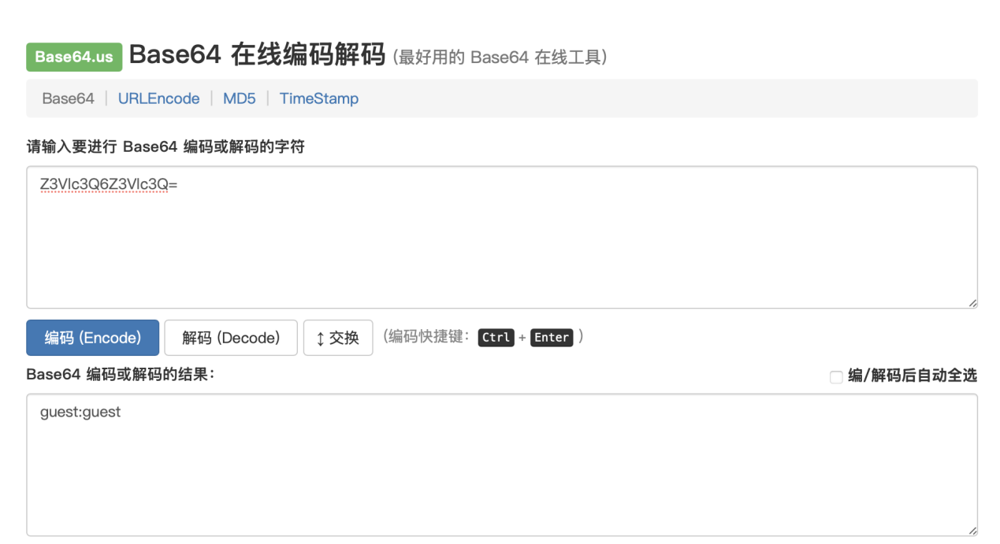 Base64.us Base64 在线编码解码 (最好用的 Base64 在线工具)
Base64 | URLEncode | MD5 | TimeStamp
请输入要进行 Base64 编码或解码的字符
Z3Vlc3Q6Z3Vlc3Q=
编码 (Encode) 解码 (Decode) ↕ 交换 (编码快捷键： Ctrl + Enter )
Base64 编码或解码的结果： 编/解码后自动全选
guest:guest